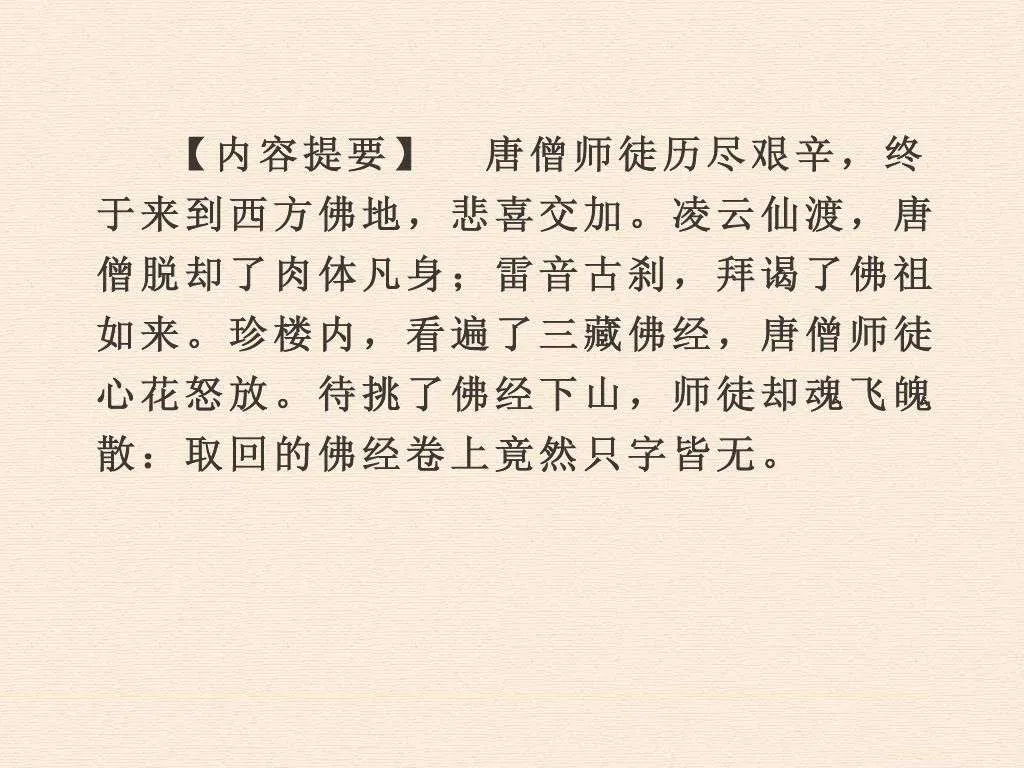 【内容提要】 唐僧师徒历尽艰辛，终
于来到西方佛地，悲喜交加。凌云仙渡，唐
僧脱却了肉体凡身；雷音古刹，拜谒了佛祖
如来。珍楼内，看遍了三藏佛经，唐僧师徒
心花怒放。待挑了佛经下山，师徒却魂飞魄
散：取回的佛经卷上竟然只字皆无。